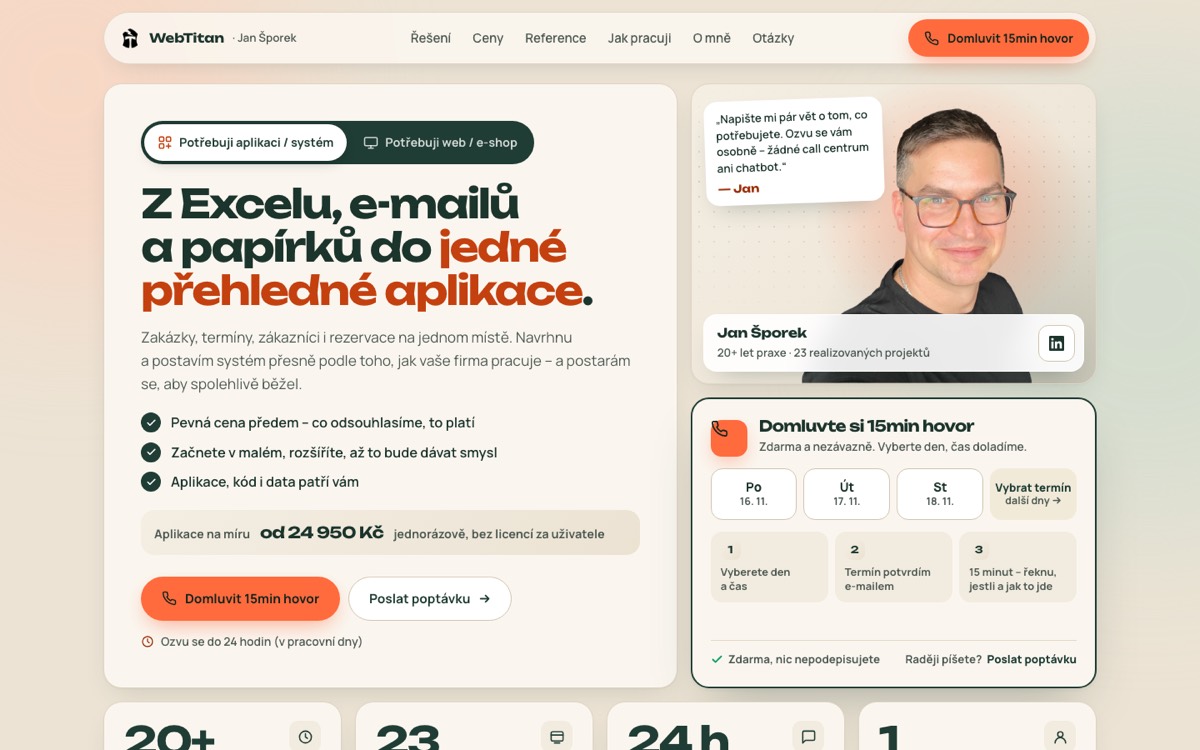 WebTitan · Jan Šporek
Řešení Ceny Reference Jak pracuji O mně Otázky
Domluvit 15min hovor
Potřebuji aplikaci / systém
Potřebuji web / e-shop
Z Excelu, e-mailů
a papírků do jedné
přehledné aplikace.
Zakázky, termíny, zákazníci i rezervace na jednom místě. Navrhnu
a postavím systém přesně podle toho, jak vaše firma pracuje – a postarám
se, aby spolehlivě běžel.
Pevná cena předem – co odsouhlasíme, to platí
Začnete v malém, rozšíříte, až to bude dávat smysl
Aplikace, kód i data patří vám
Aplikace na míru od 24 950 Kč jednorázově, bez licencí za uživatele
Domluvit 15min hovor
Poslat poptávku →
Ozvu se do 24 hodin (v pracovní dny)
„Napište mi pár vět o tom, co
potřebujete. Ozvu se vám
osobně – žádné call centrum
ani chatbot.“
— Jan
Jan Šporek
20+ let praxe · 23 realizovaných projektů
in
Domluvte si 15min hovor
Zdarma a nezávazně. Vyberte den, čas doladíme.
Po
16. 11.
Út
17. 11.
St
18. 11.
Vybrat termín
další dny →
1
Vyberete den
a čas
2
Termín potvrdím
e-mailem
3
15 minut – řeknu,
jestli a jak to jde
Zdarma, nic nepodepisujete
Raději píšete? Poslat poptávku
20+
23
24 h
1